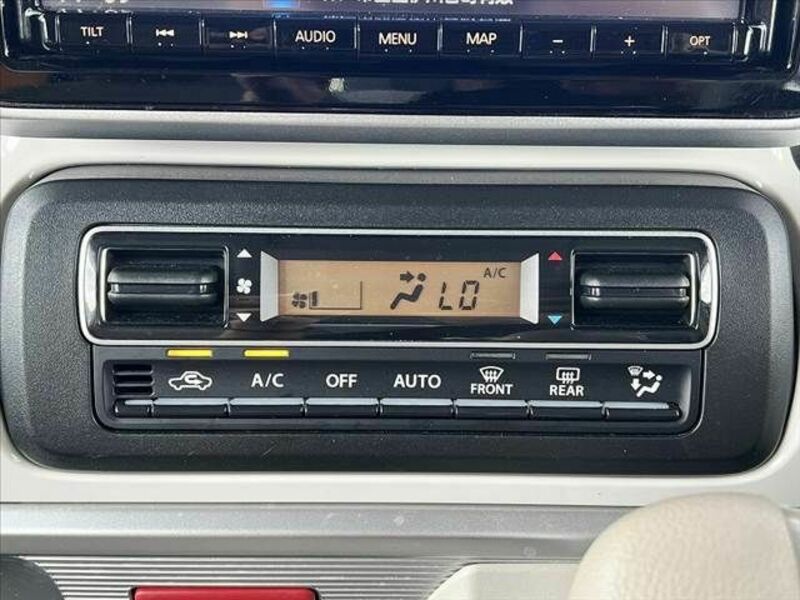 TILT AUDIO MENU MAP − + OPT
A/C
LO
A/C OFF AUTO FRONT REAR